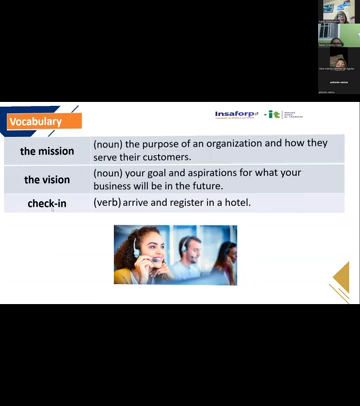 Vocabulary
Insaforp
it
the mission
(noun) the purpose of an organization and how they
serve their customers.
the vision
(noun) your goal and aspirations for what your
business will be in the future.
check-in
(verb) arrive and register in a hotel.